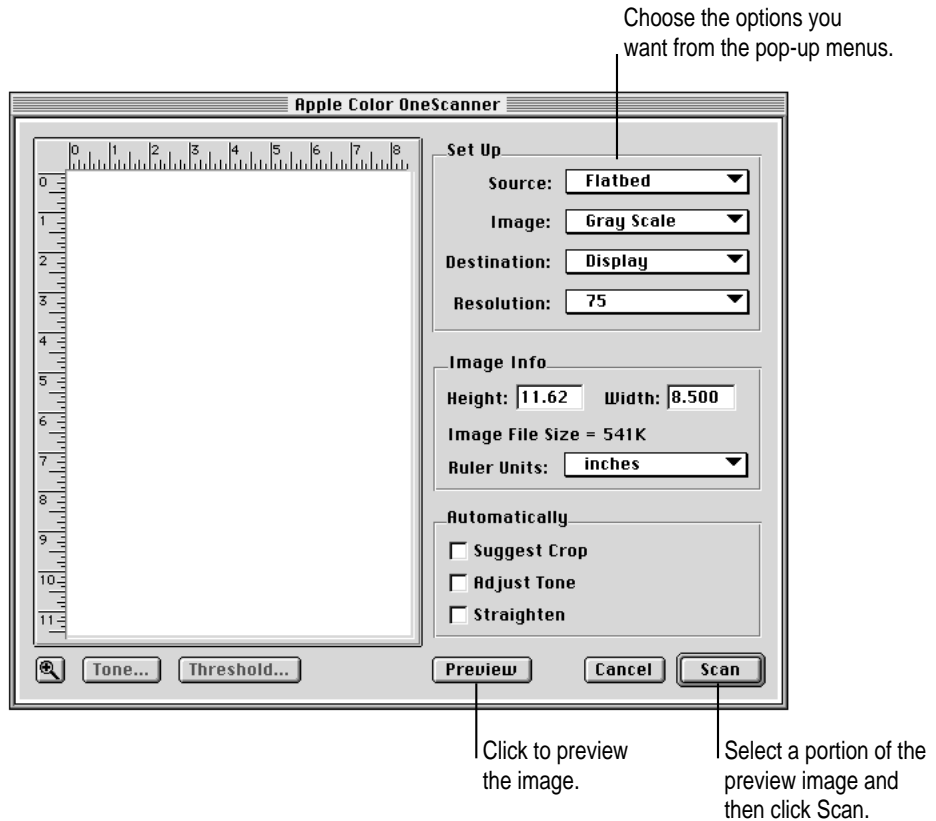 Choose the options you
want from the pop-up menus.
Apple Color OneScanner
0 1 2 3 4 5 6 7 8
0
1
2
3
4
5
6
7
8
9
10
11
Set Up
Source: Flatbed
Image: Gray Scale
Destination: Display
Resolution: 75
Image Info
Height: 11.62 Width: 8.500
Image File Size = 541K
Ruler Units: inches
Automatically
Suggest Crop
Adjust Tone
Straighten
Tone... Threshold... Preview Cancel Scan
Click to preview
the image.
Select a portion of the
preview image and
then click Scan.